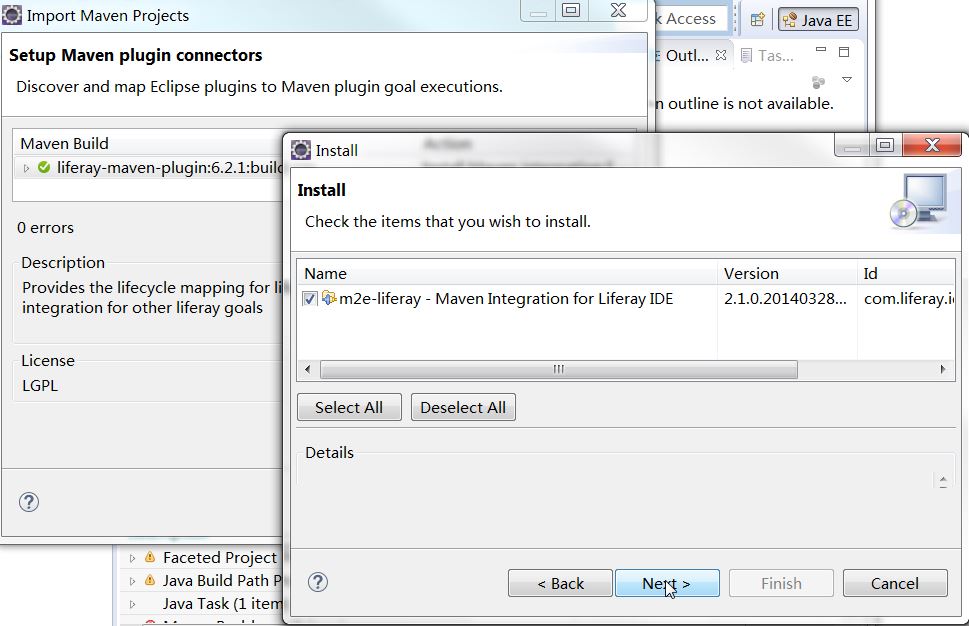 Import Maven Projects
Setup Maven plugin connectors
Discover and map Eclipse plugins to Maven plugin goal executions.
Maven Build
liferay-maven-plugin:6.2.1:build
0 errors
Description
Provides the lifecycle mapping for
integration for other liferay goals
License
LGPL
Access
Java EE
Outl...
Tas...
outline is not available.
Install
Install
Check the items that you wish to install.
Name Version Id
m2e-liferay - Maven Integration for Liferay IDE 2.1.0.20140328... com.liferay.i
Select All Deselect All
Details
< Back Next > Finish Cancel
Faceted Project
Java Build Path P
Java Task (1 item